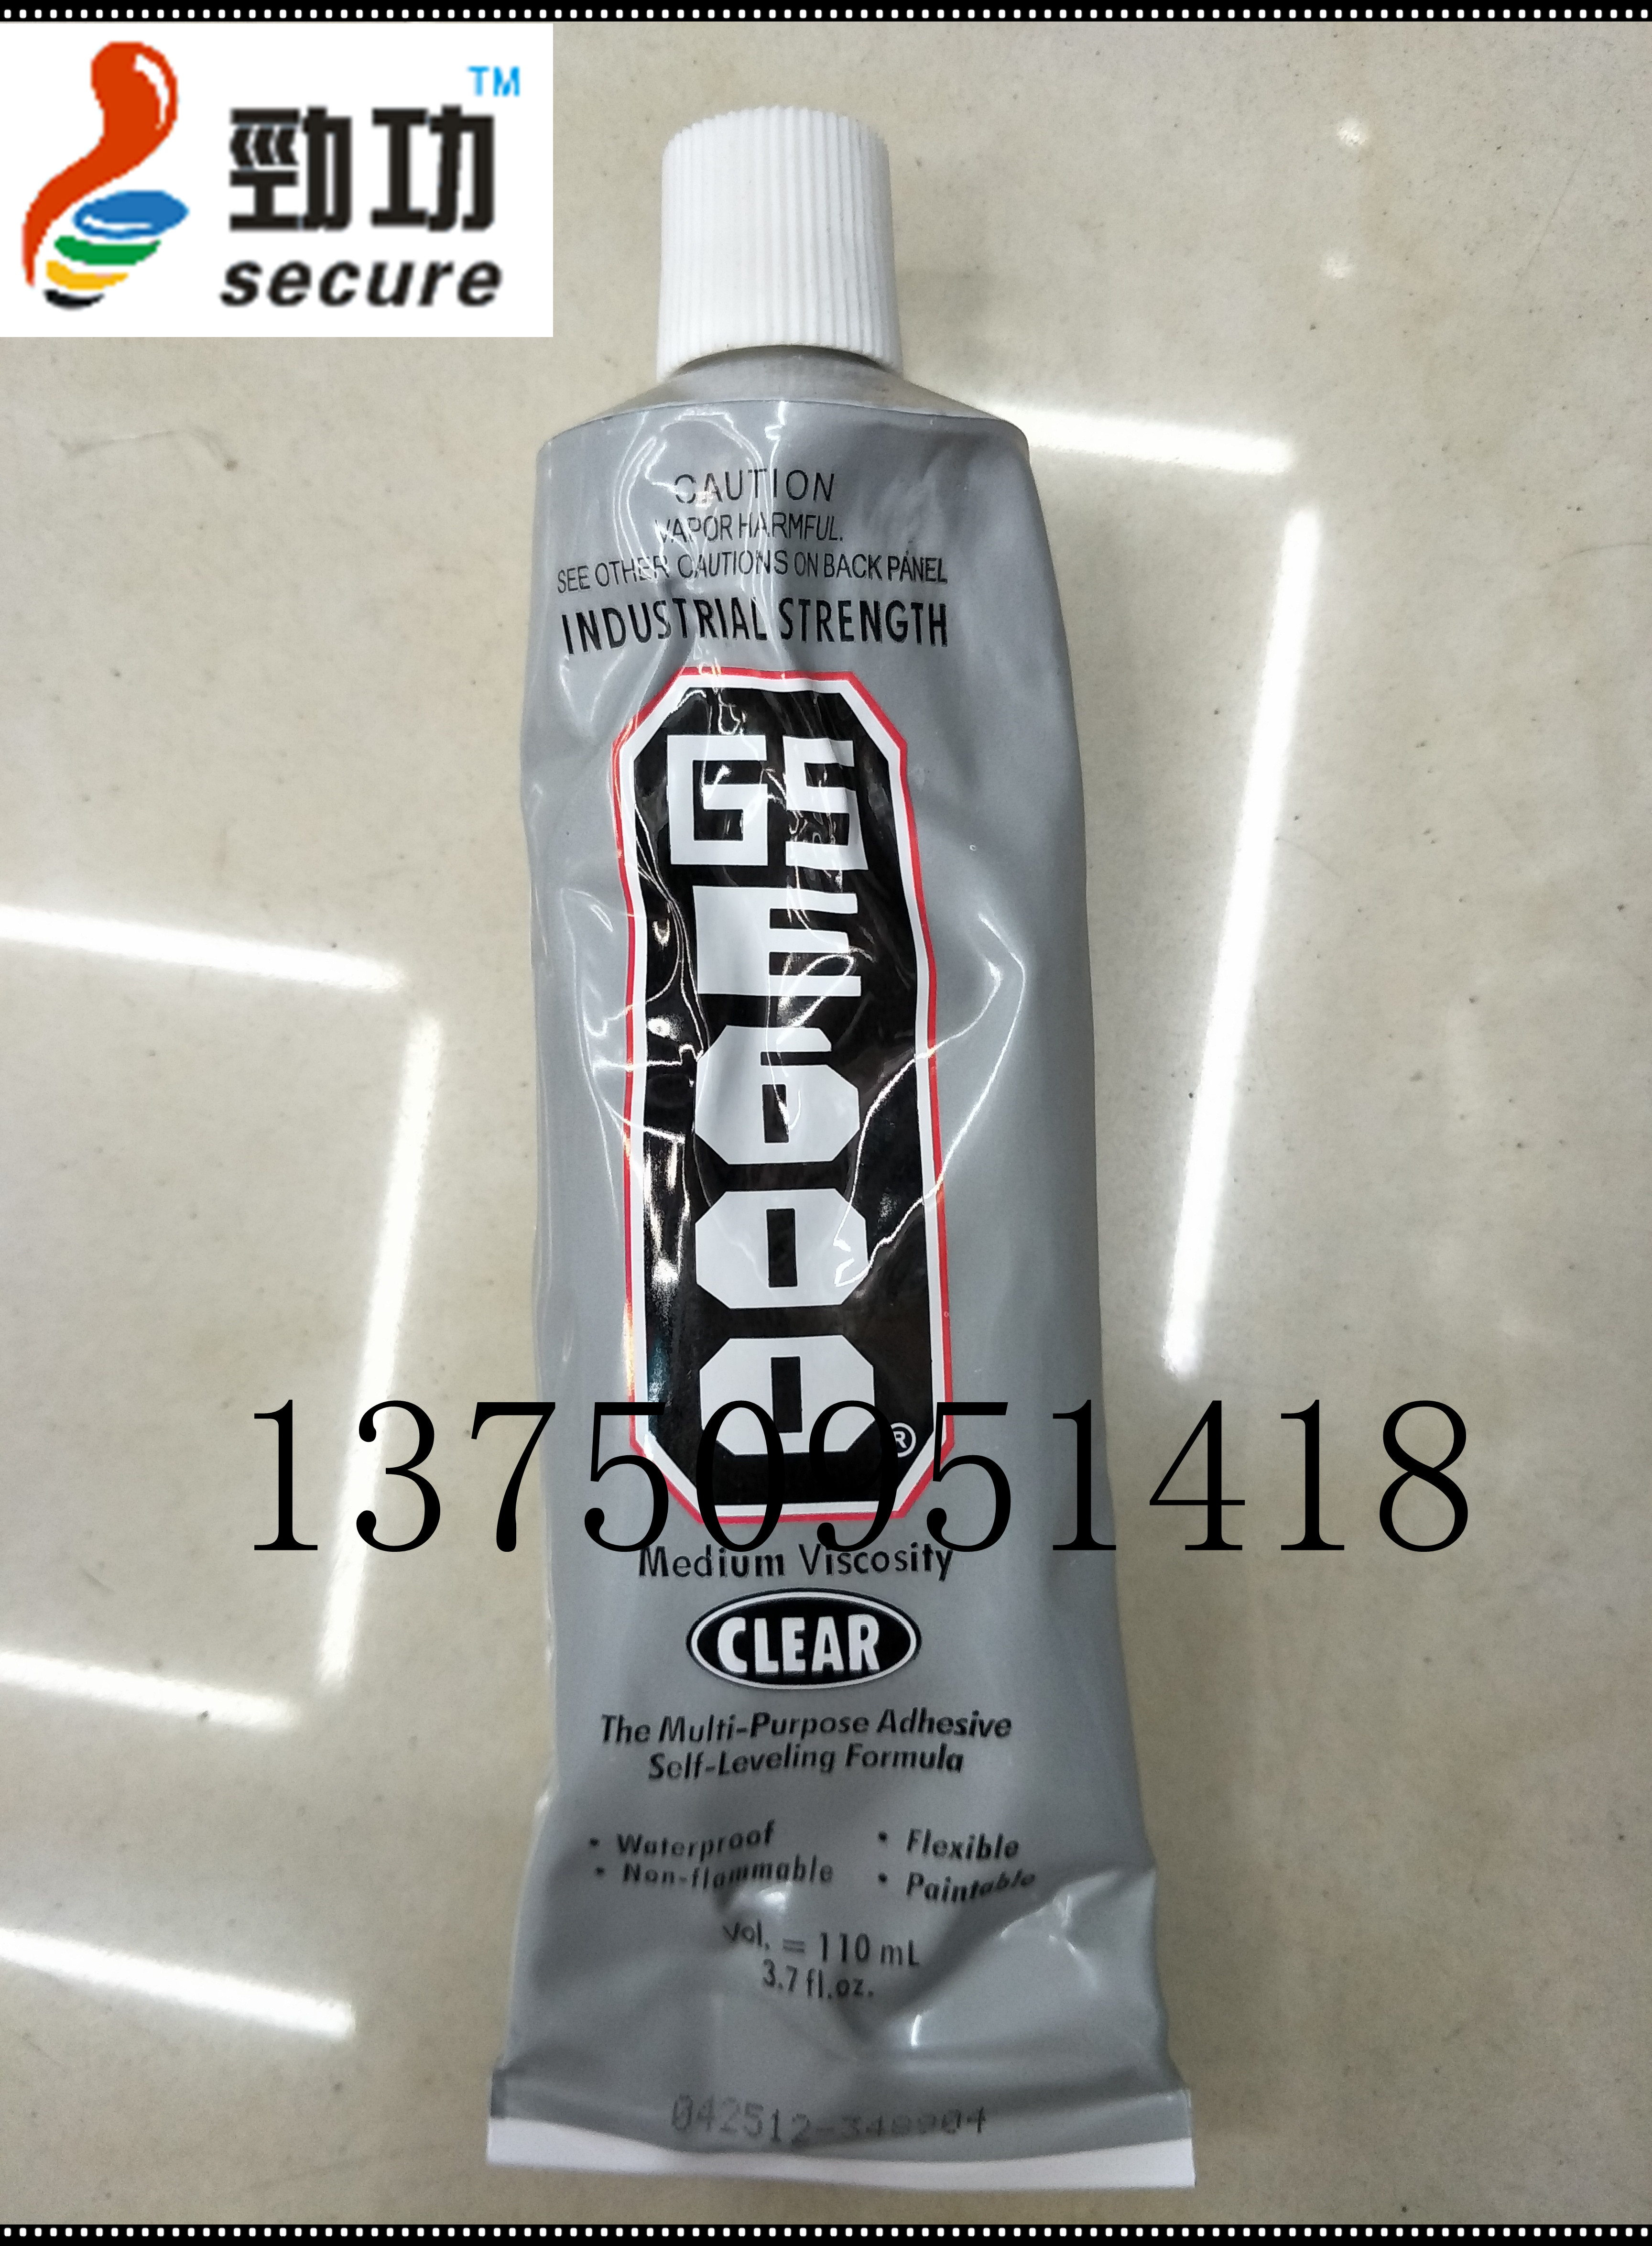 TM
勁功
secure
CAUTION
VAPOR HARMFUL.
SEE OTHER CAUTIONS ON BACK PANEL
INDUSTRIAL STRENGTH
GS
E
6
0
0
®
13750951418
Medium Viscosity
CLEAR
The Multi-Purpose Adhesive
Self-Leveling Formula
• Waterproof • Flexible
• Non-flammable • Paintable
Vol. = 110 mL
3.7 fl.oz.